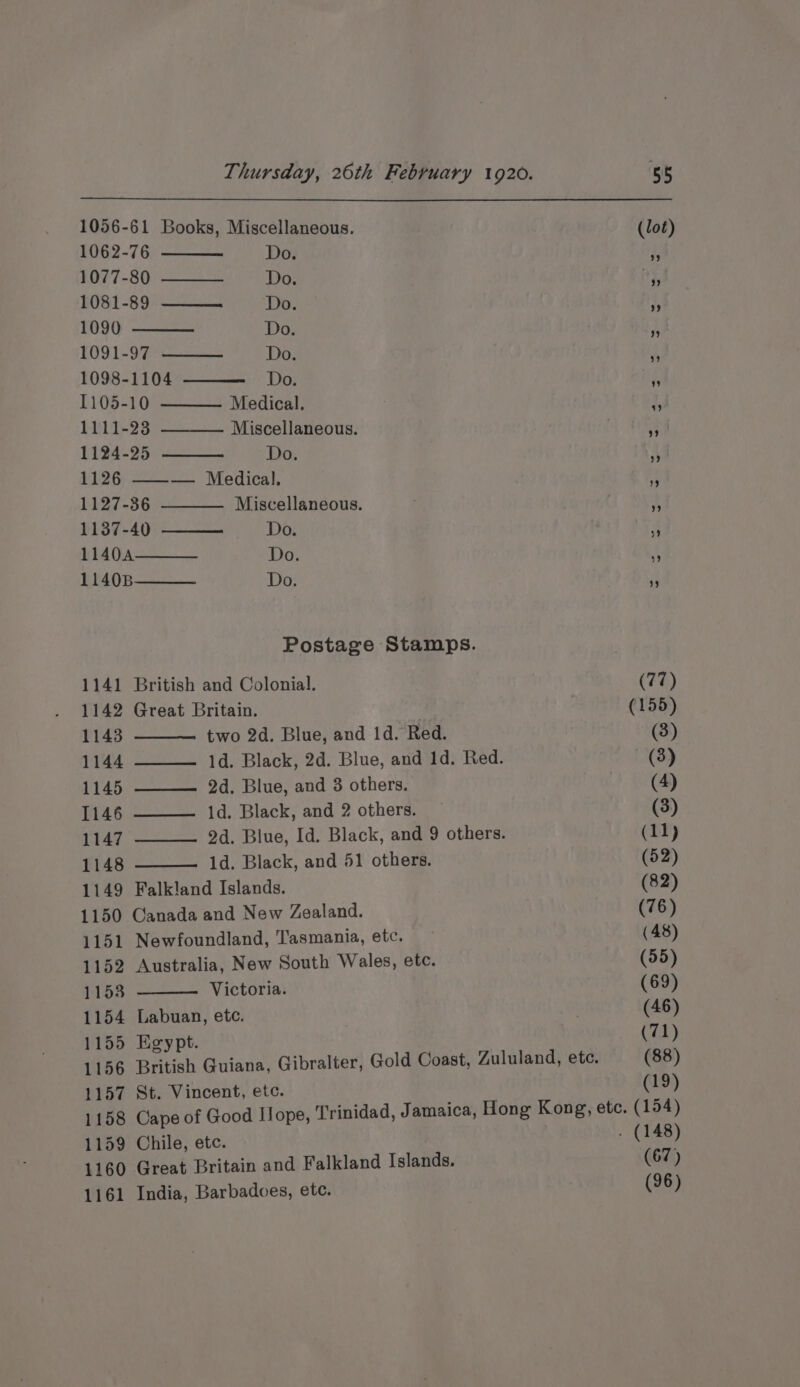 Thursday, 26th February 1920. 55
1056-61 Books, Miscellaneous. (lot)
1062-76 ——— Do. ,,
1077-80 ——— Do. ,,
1081-89 ——— Do. ,,
1090 ——— Do. ,,
1091-97 ——— Do. ,,
1098-1104 ——— Do. ,,
1105-10 ——— Medical. ,,
1111-23 ——— Miscellaneous. ,,
1124-25 ——— Do. ,,
1126 ——— Medical. ,,
1127-36 ——— Miscellaneous. ,,
1137-40 ——— Do. ,,
1140A——— Do. ,,
1140B——— Do. ,,
Postage Stamps.
1141 British and Colonial. (77)
1142 Great Britain. (155)
1143 ——— two 2d. Blue, and 1d. Red. (3)
1144 ——— 1d. Black, 2d. Blue, and 1d. Red. (3)
1145 ——— 2d. Blue, and 3 others. (4)
1146 ——— 1d. Black, and 2 others. (3)
1147 ——— 2d. Blue, 1d. Black, and 9 others. (11)
1148 ——— 1d. Black, and 51 others. (52)
1149 Falkland Islands. (82)
1150 Canada and New Zealand. (76)
1151 Newfoundland, Tasmania, etc. (48)
1152 Australia, New South Wales, etc. (55)
1153 ——— Victoria. (69)
1154 Labuan, etc. (46)
1155 Egypt. (71)
1156 British Guiana, Gibralter, Gold Coast, Zululand, etc. (88)
1157 St. Vincent, etc. (19)
1158 Cape of Good Hope, Trinidad, Jamaica, Hong Kong, etc. (154)
1159 Chile, etc. (148)
1160 Great Britain and Falkland Islands. (67)
1161 India, Barbadoes, etc. (96)